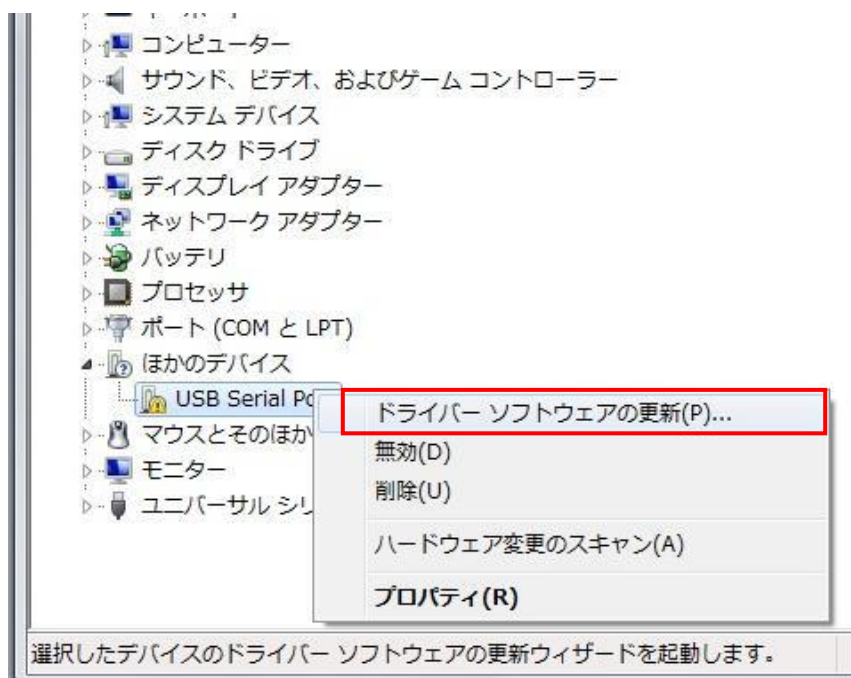 コンピューター
サウンド、ビデオ、およびゲーム コントローラー
システム デバイス
ディスク ドライブ
ディスプレイ アダプター
ネットワーク アダプター
バッテリ
プロセッサ
ポート (COM と LPT)
ほかのデバイス
USB Serial Po
ドライバー ソフトウェアの更新(P)...
マウスとそのほか
無効(D)
モニター
削除(U)
ユニバーサル シリ
ハードウェア変更のスキャン(A)
プロパティ(R)
選択したデバイスのドライバー ソフトウェアの更新ウィザードを起動します。